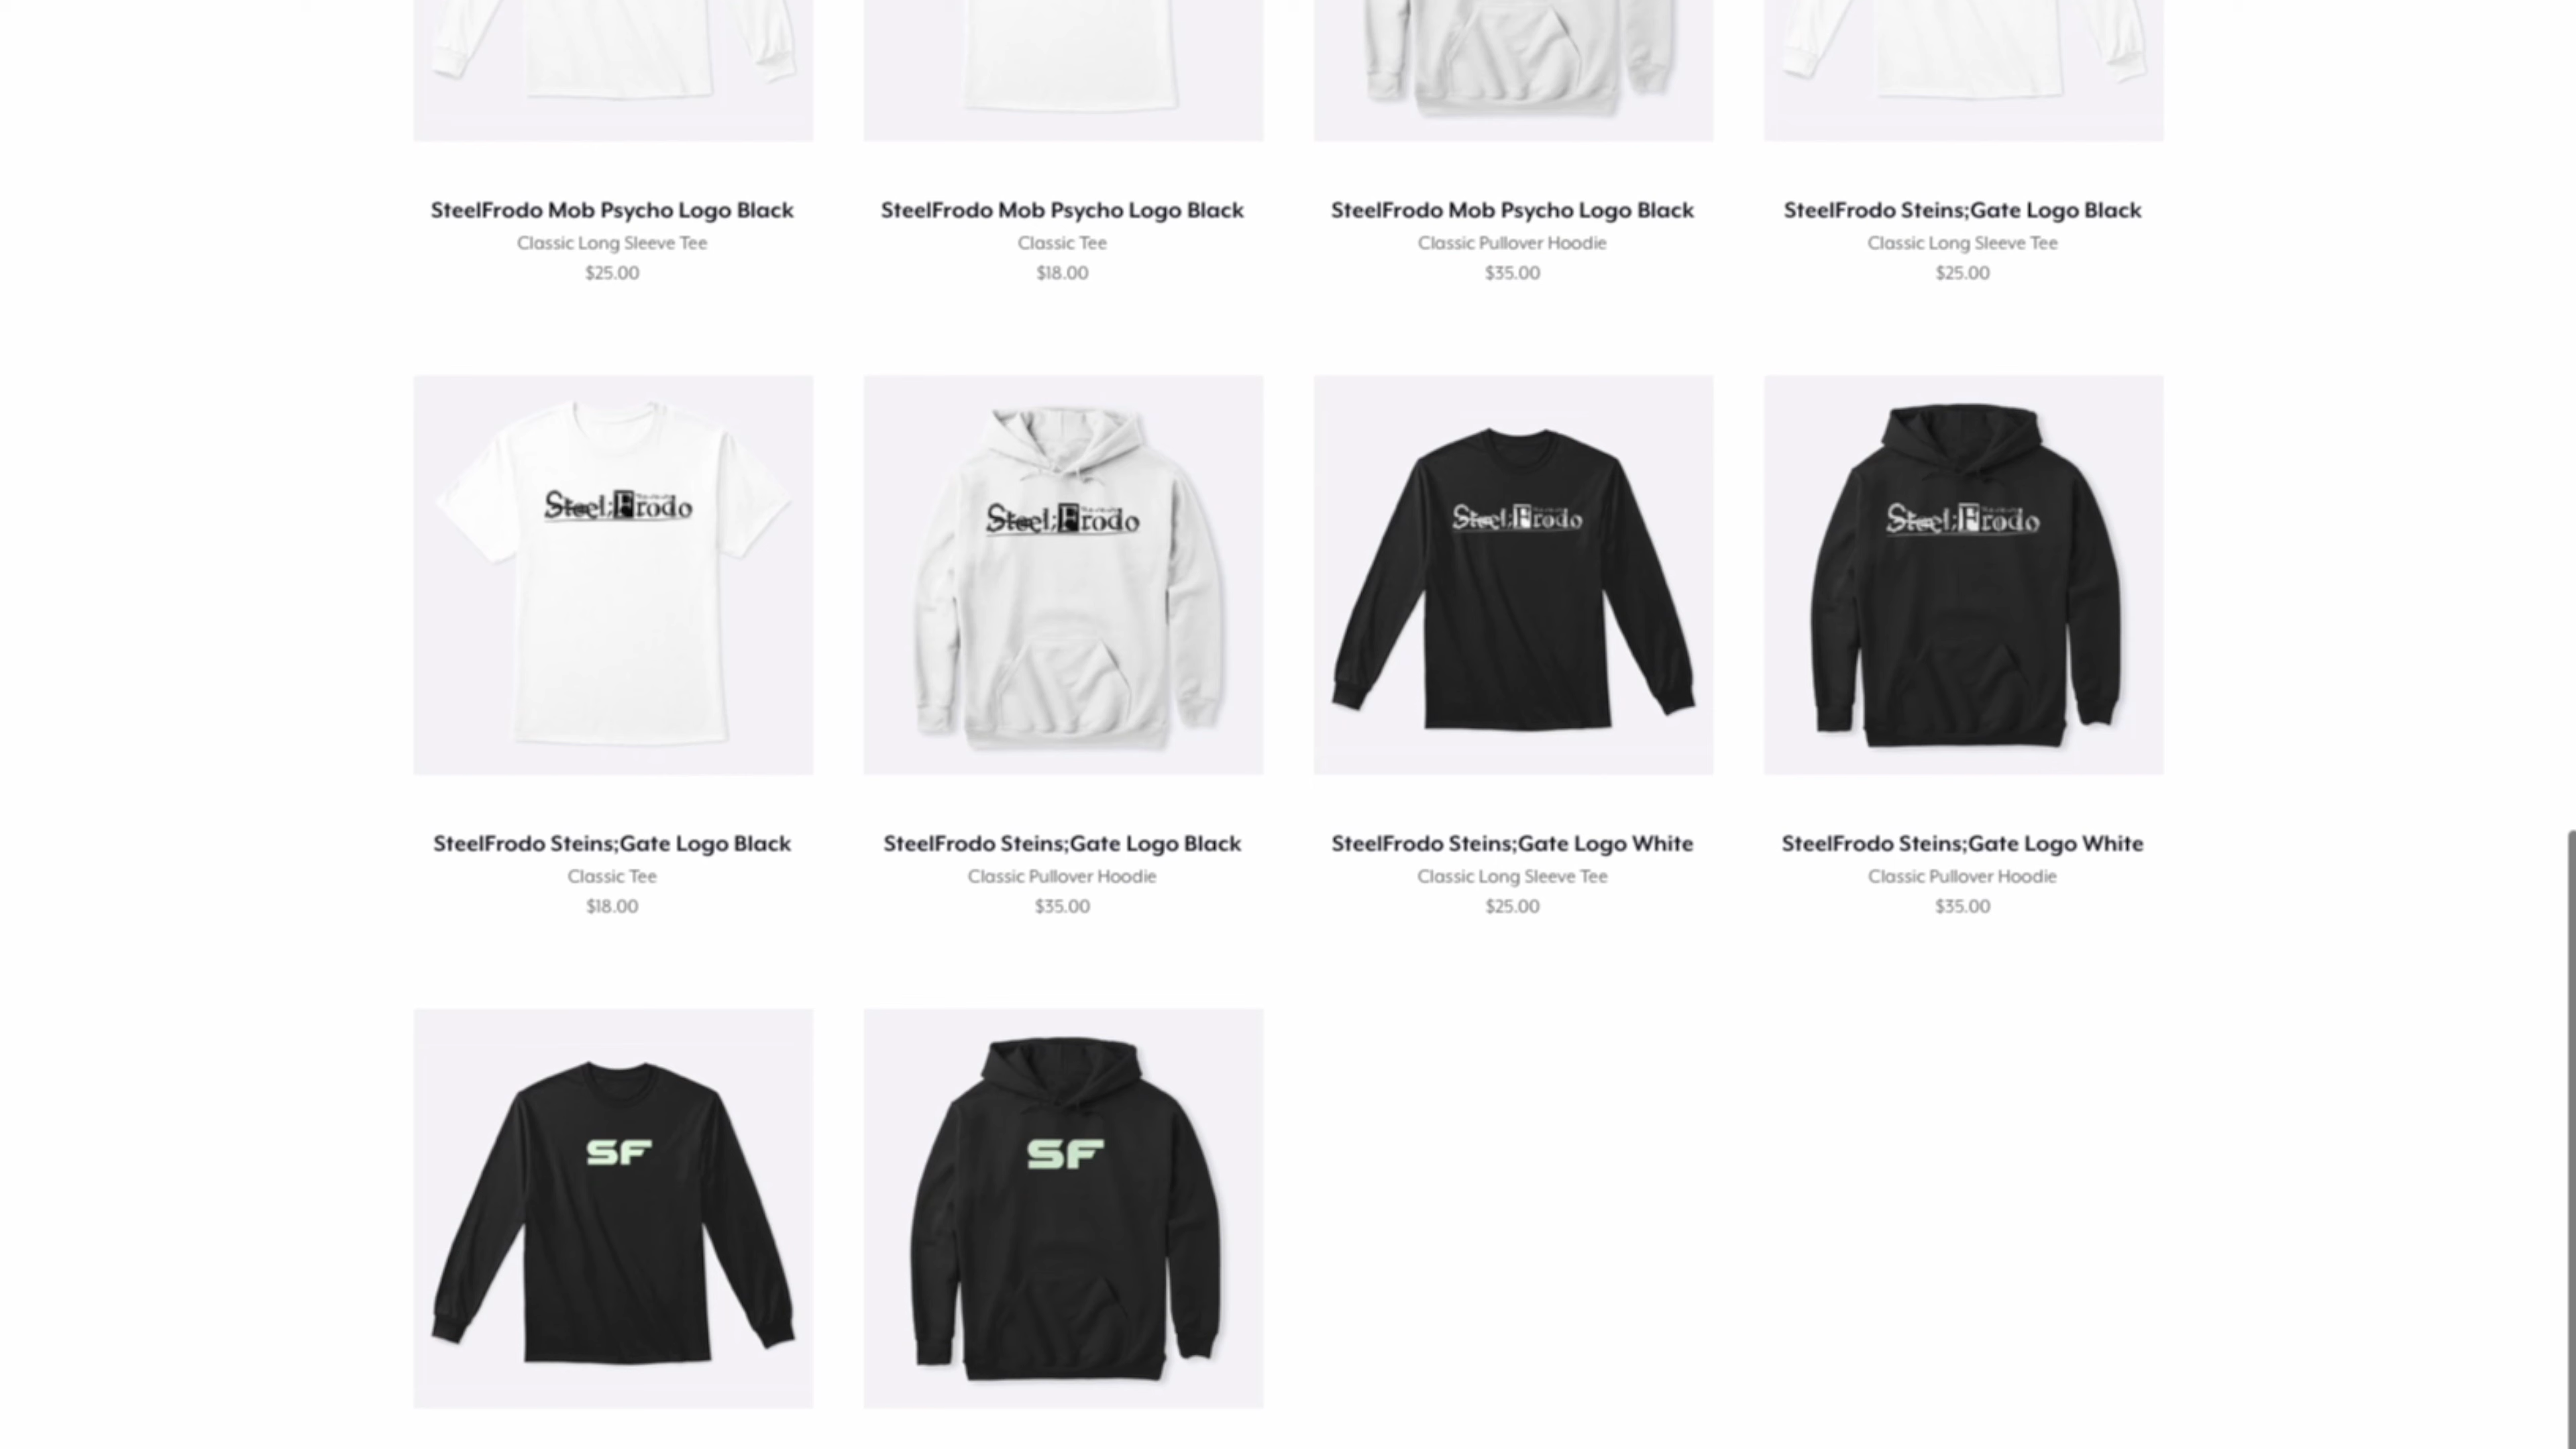 SteelFrodo Mob Psycho Logo Black
Classic Long Sleeve Tee
$25.00
SteelFrodo Mob Psycho Logo Black
Classic Tee
$18.00
SteelFrodo Mob Psycho Logo Black
Classic Pullover Hoodie
$35.00
SteelFrodo Steins;Gate Logo Black
Classic Long Sleeve Tee
$25.00
Steel;Frodo
SteelFrodo Steins;Gate Logo Black
Classic Tee
$18.00
Steel;Frodo
SteelFrodo Steins;Gate Logo Black
Classic Pullover Hoodie
$35.00
Steel;Frodo
SteelFrodo Steins;Gate Logo White
Classic Long Sleeve Tee
$25.00
Steel;Frodo
SteelFrodo Steins;Gate Logo White
Classic Pullover Hoodie
$35.00
SF
SF